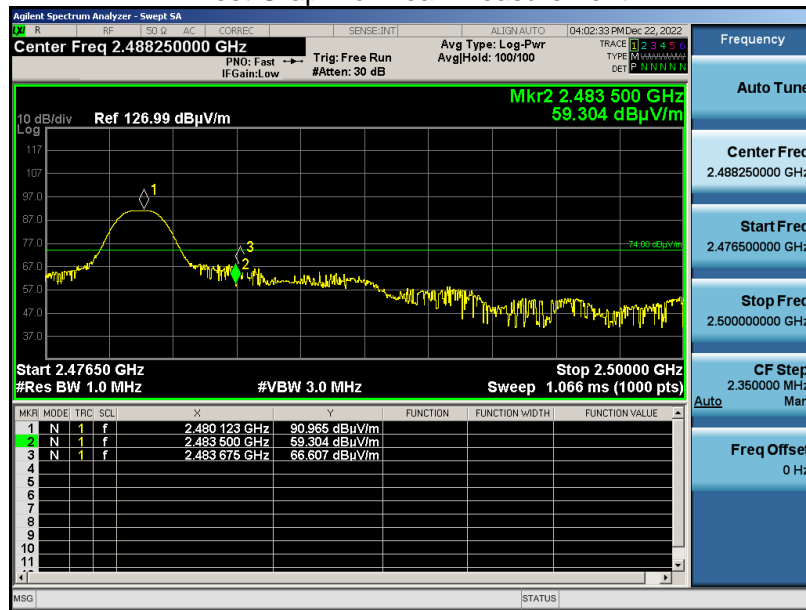 Agilent Spectrum Analyzer - Swept SA
LXI R RF 50 Ω AC CORREC SENSE:INT ALIGN AUTO 04:02:33 PM Dec 22, 2022
Center Freq 2.488250000 GHz
PNO: Fast
IFGain:Low
Trig: Free Run
#Atten: 30 dB
Avg Type: Log-Pwr
Avg|Hold: 100/100
TRACE 1 2 3 4 5 6
TYPE M WWWWW
DET P N N N N N
Mkr2 2.483 500 GHz
59.304 dBµV/m
10 dB/div Ref 126.99 dBµV/m
Log
117
107
97.0
87.0
77.0
67.0
57.0
47.0
37.0
1
3
2
74.00 dBµV/m
Start 2.47650 GHz Stop 2.50000 GHz
#Res BW 1.0 MHz #VBW 3.0 MHz Sweep 1.066 ms (1000 pts)
MKR MODE TRC SCL X Y FUNCTION FUNCTION WIDTH FUNCTION VALUE
1 N 1 f 2.480 123 GHz 90.965 dBµV/m
2 N 1 f 2.483 500 GHz 59.304 dBµV/m
3 N 1 f 2.483 675 GHz 66.607 dBµV/m
4
5
6
7
8
9
10
11
MSG STATUS
Frequency
Auto Tune
Center Freq
2.488250000 GHz
Start Freq
2.476500000 GHz
Stop Freq
2.500000000 GHz
CF Step
2.350000 MHz
Auto Man
Freq Offset
0 Hz